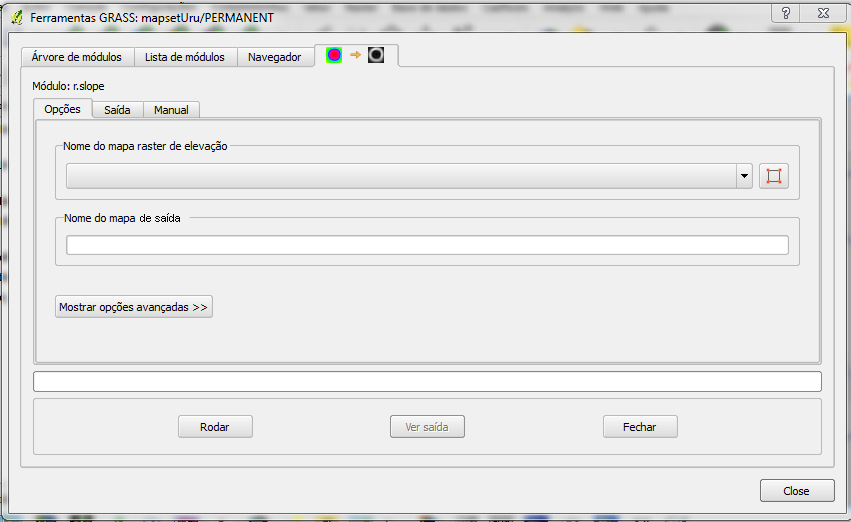 Ferramentas GRASS: mapsetUru/PERMANENT
?
Árvore de módulos Lista de módulos Navegador
Módulo: r.slope
Opções Saída Manual
Nome do mapa raster de elevação
Nome do mapa de saída
Mostrar opções avançadas >>
Rodar Ver saída Fechar
Close